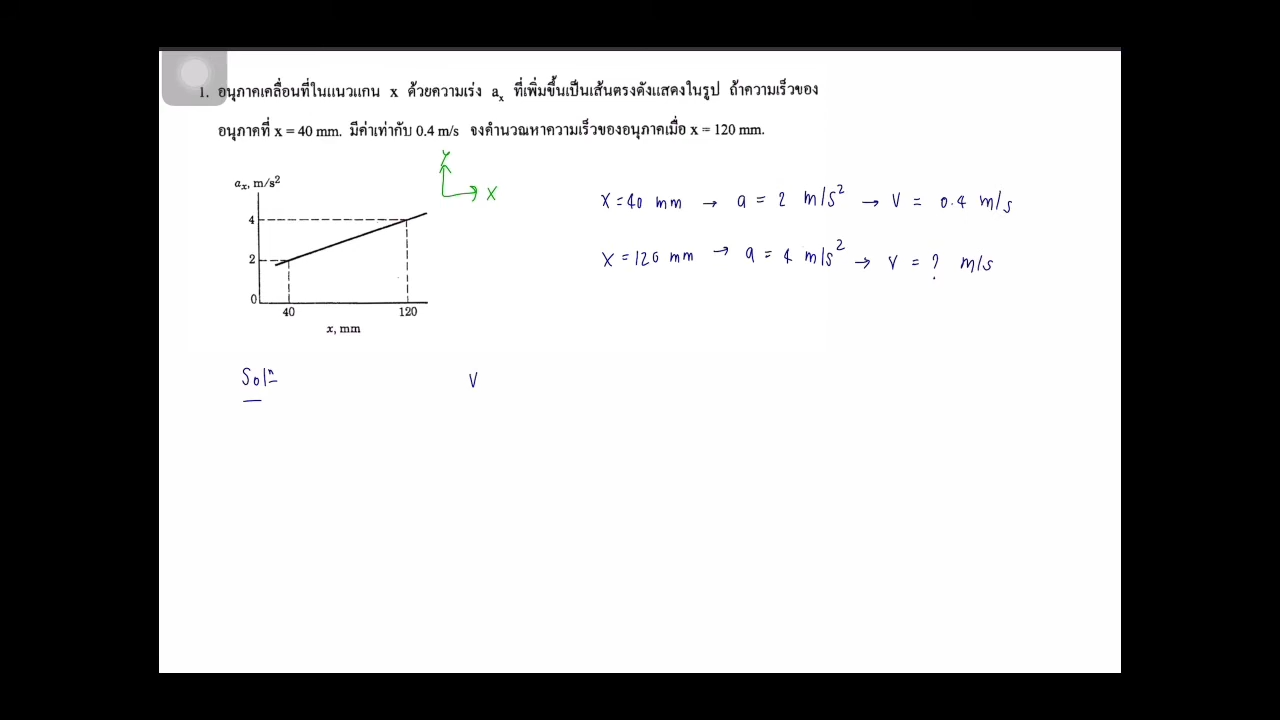 1. อนุภาคเคลื่อนที่ในแนวแกน x ด้วยความเร่ง ax ที่เพิ่มขึ้นเป็นเส้นตรงดังแสดงในรูป ถ้าความเร็วของ
อนุภาคที่ x = 40 mm. มีค่าเท่ากับ 0.4 m/s จงคำนวณหาความเร็วของอนุภาคเมื่อ x = 120 mm.
Y
X
ax, m/s2
4
2
0
40 120
x, mm
x = 40 mm → a = 2 m/s2 → v = 0.4 m/s
x = 120 mm → a = 4 m/s2 → v = ? m/s
Soln
V